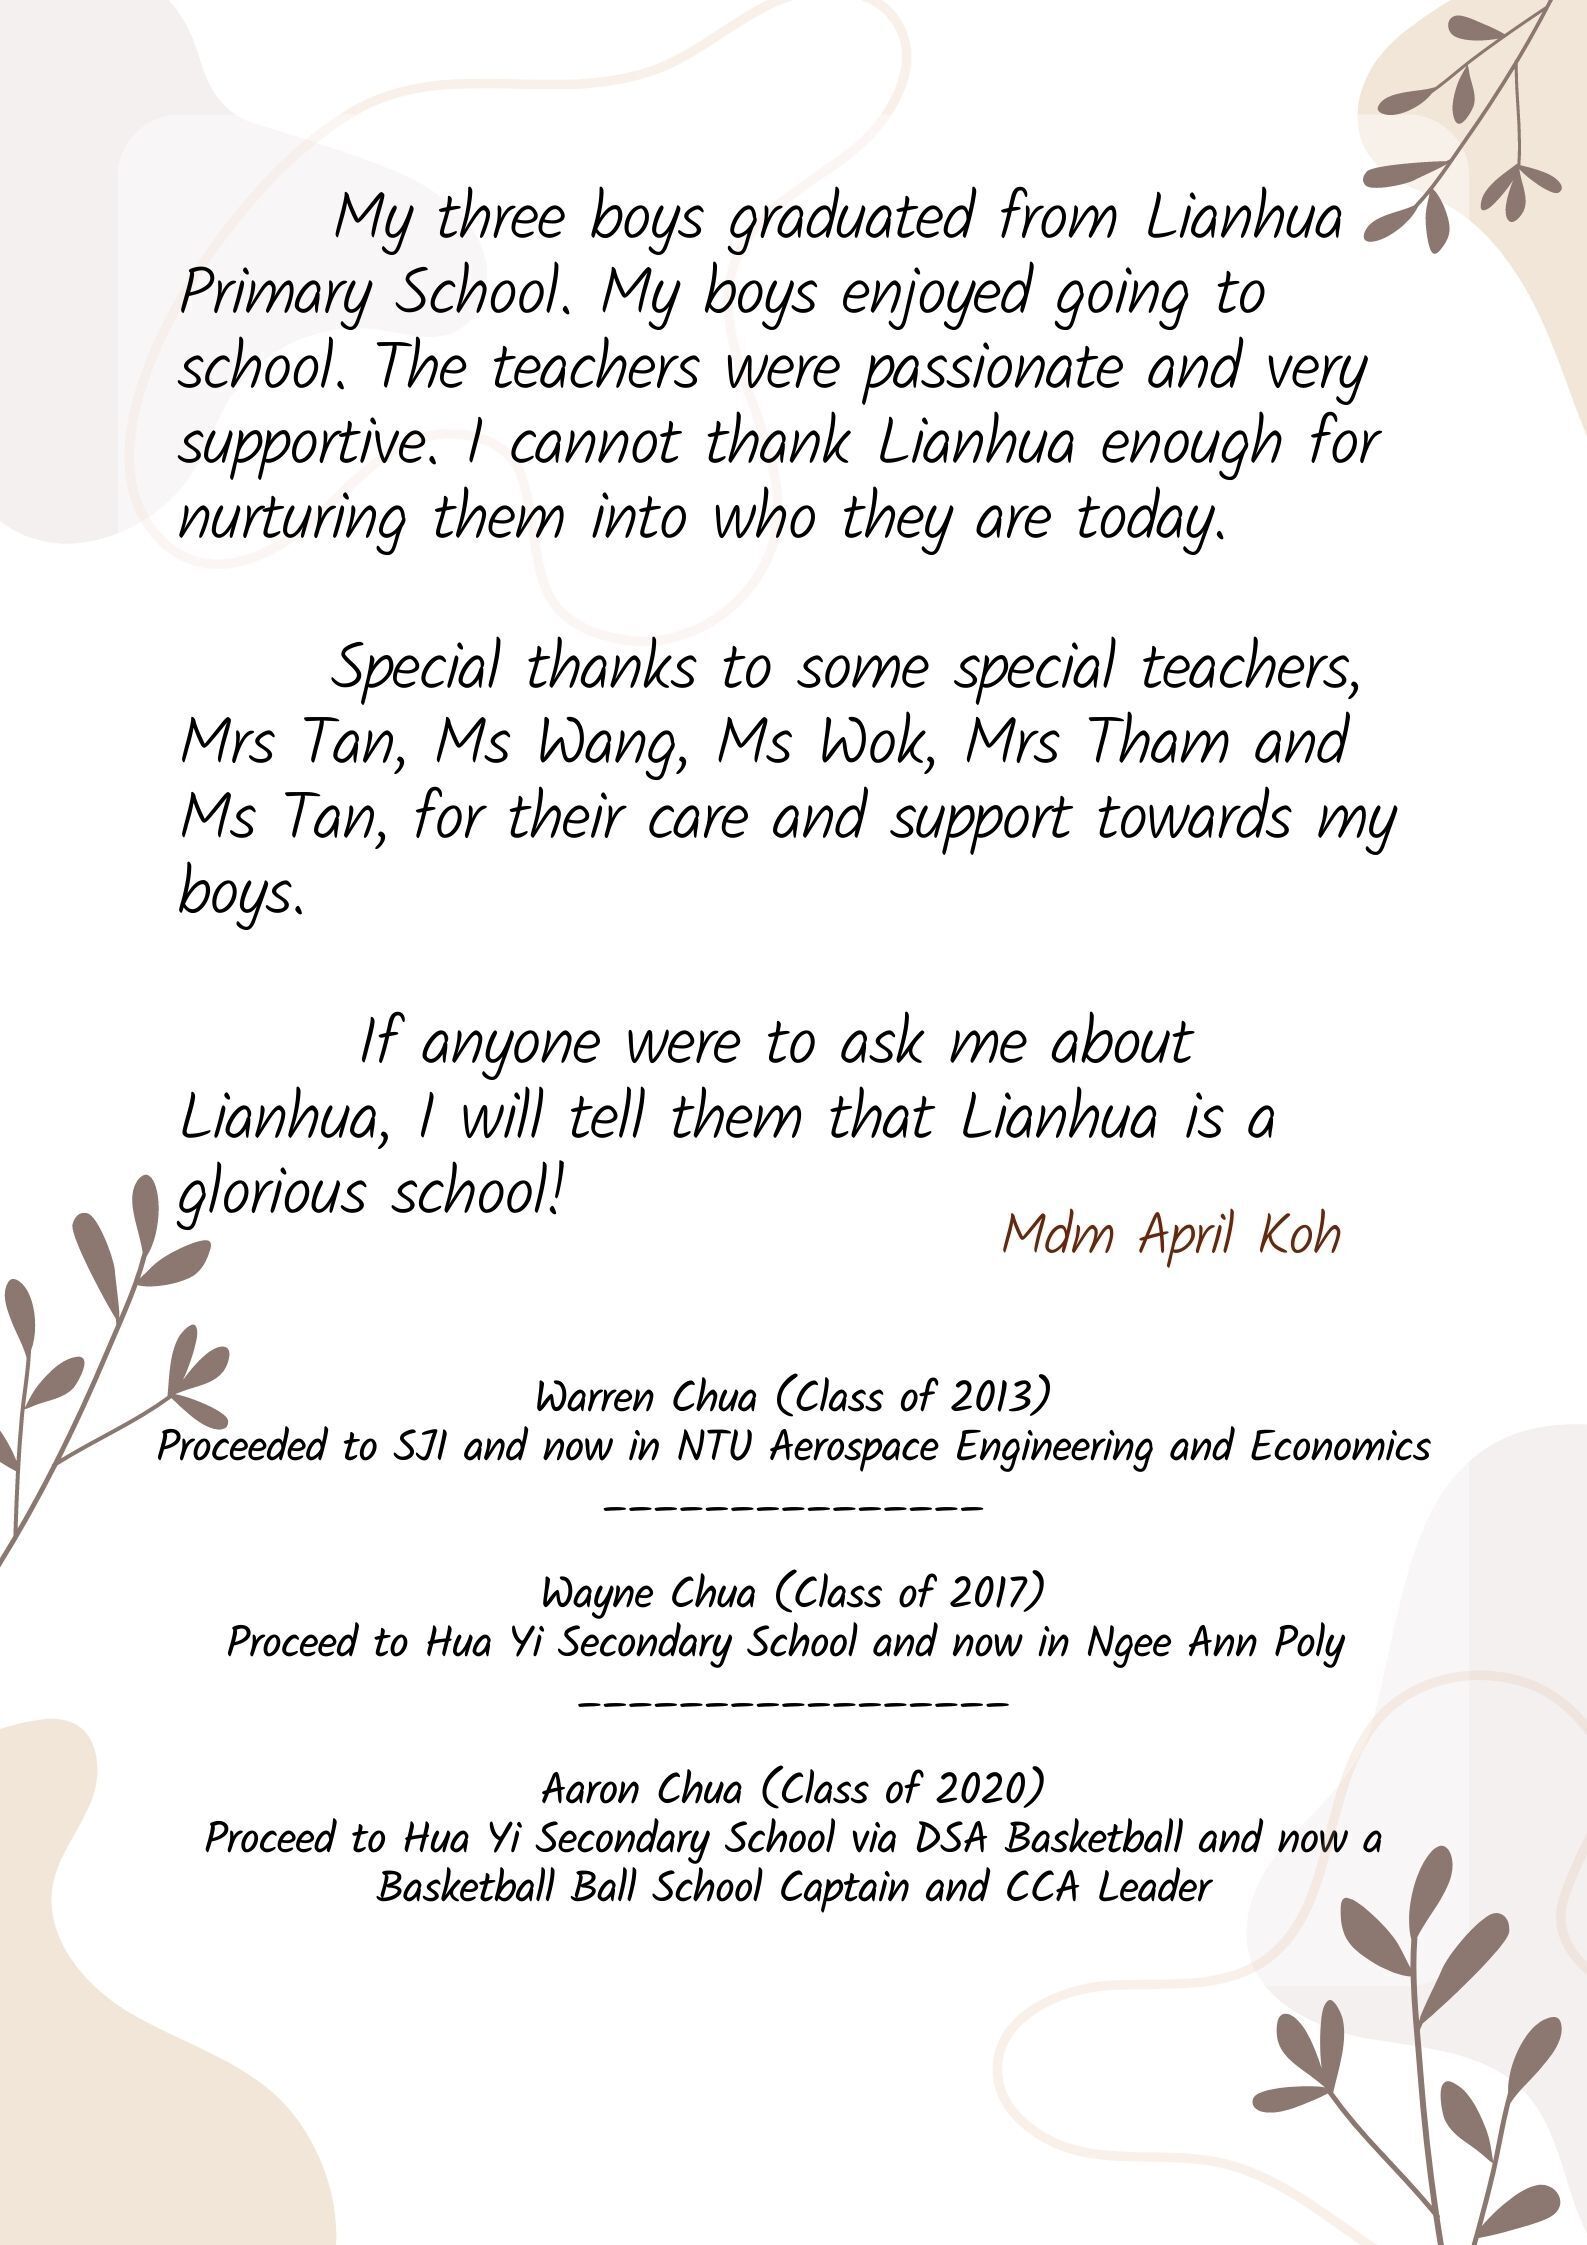 My three boys graduated from Lianhua
Primary School. My boys enjoyed going to
school. The teachers were passionate and very
supportive. I cannot thank Lianhua enough for
nurturing them into who they are today.
Special thanks to some special teachers,
Mrs Tan, Ms Wang, Ms Wok, Mrs Tham and
Ms Tan, for their care and support towards my
boys.
If anyone were to ask me about
Lianhua, I will tell them that Lianhua is a
glorious school!
Mdm April Koh
Warren Chua (Class of 2013)
Proceeded to SJI and now in NTU Aerospace Engineering and Economics
---------------
Wayne Chua (Class of 2017)
Proceed to Hua Yi Secondary School and now in Ngee Ann Poly
-----------------
Aaron Chua (Class of 2020)
Proceed to Hua Yi Secondary School via DSA Basketball and now a
Basketball Ball School Captain and CCA Leader